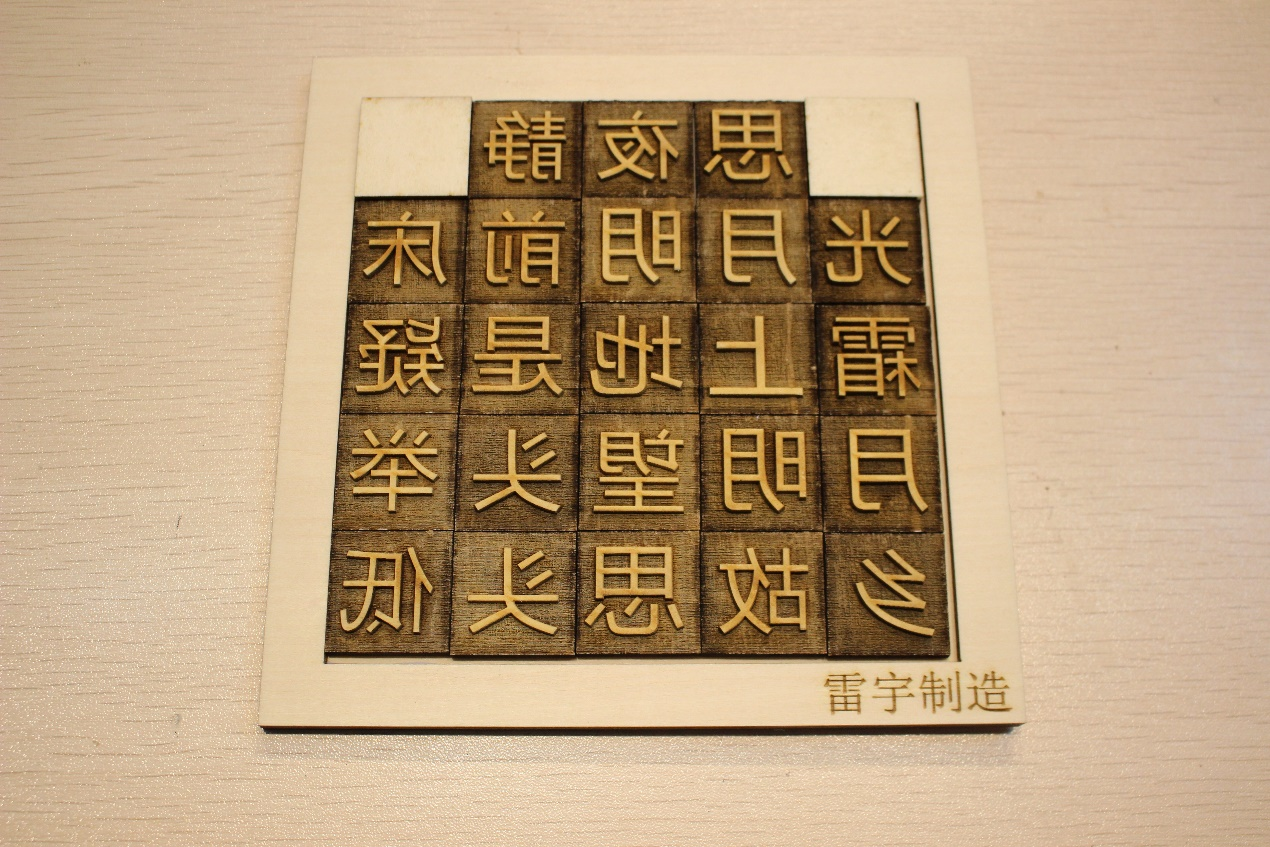 静夜思
床前明月光
疑是地上霜
举头望明月
低头思故乡
雷宇制造